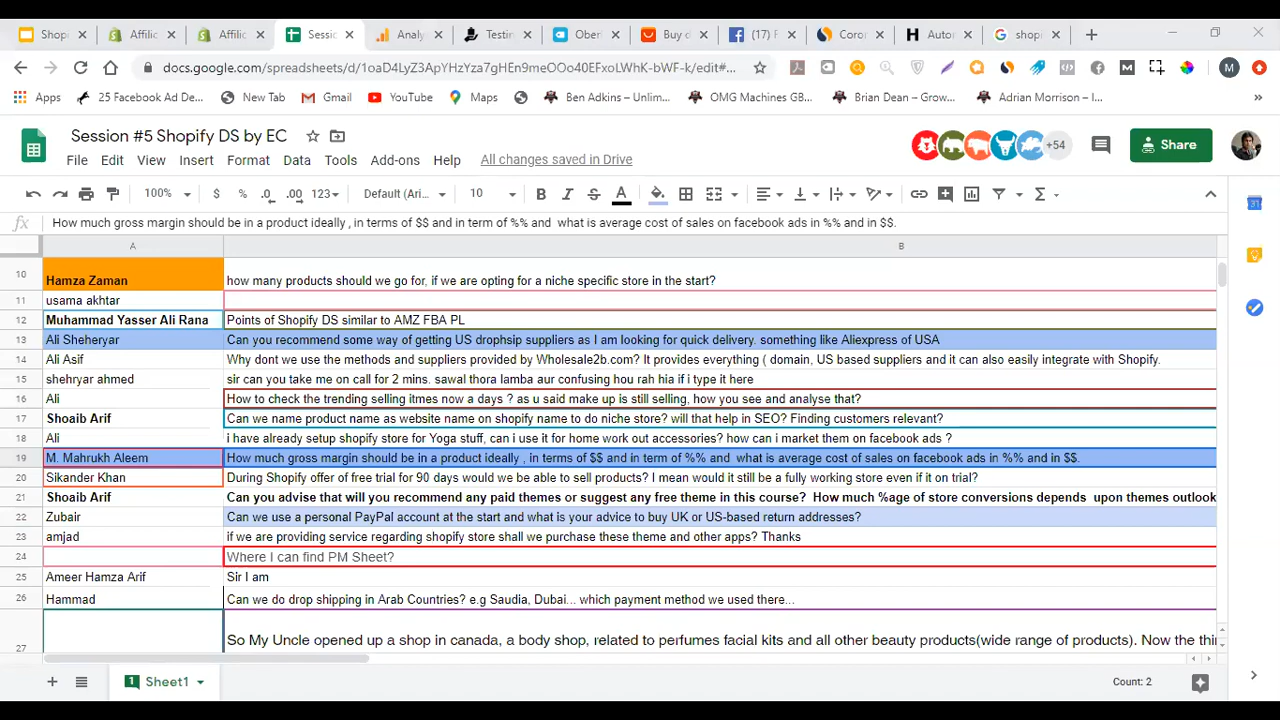 Shopi
Affilic
Affilic
Sessic
Analy
Testin
Oberl
Buy d
(17) F
Coron
Autor
shopi
docs.google.com/spreadsheets/d/1oaD4LyZ3ApYHzYza7gHEn9meOOo40EFxoLWhK-bWF-k/edit#...
M
Apps
25 Facebook Ad De...
New Tab
Gmail
YouTube
Maps
Ben Adkins – Unlim...
OMG Machines GB...
Brian Dean – Grow...
Adrian Morrison – I...
»
Session #5 Shopify DS by EC
+54
Share
File Edit View Insert Format Data Tools Add-ons Help All changes saved in Drive
100% $ % .0 .00 123 Default (Ari... 10 B I S A
fx How much gross margin should be in a product ideally , in terms of $$ and in term of %% and what is average cost of sales on facebook ads in %% and in $$.
A B
10 Hamza Zaman how many products should we go for, if we are opting for a niche specific store in the start?
11 usama akhtar
12 Muhammad Yasser Ali Rana Points of Shopify DS similar to AMZ FBA PL
13 Ali Sheheryar Can you recommend some way of getting US drophsip suppliers as I am looking for quick delivery. something like Aliexpress of USA
14 Ali Asif Why dont we use the methods and suppliers provided by Wholesale2b.com? It provides everything ( domain, US based suppliers and it can also easily integrate with Shopify.
15 shehryar ahmed sir can you take me on call for 2 mins. sawal thora lamba aur confusing hou rah hia if i type it here
16 Ali How to check the trending selling itmes now a days ? as u said make up is still selling, how you see and analyse that?
17 Shoaib Arif Can we name product name as website name on shopify name to do niche store? will that help in SEO? Finding customers relevant?
18 Ali i have already setup shopify store for Yoga stuff, can i use it for home work out accessories? how can i market them on facebook ads ?
19 M. Mahrukh Aleem How much gross margin should be in a product ideally , in terms of $$ and in term of %% and what is average cost of sales on facebook ads in %% and in $$.
20 Sikander Khan During Shopify offer of free trial for 90 days would we be able to sell products? I mean would it still be a fully working store even if it on trial?
21 Shoaib Arif Can you advise that will you recommend any paid themes or suggest any free theme in this course? How much %age of store conversions depends upon themes outlook
22 Zubair Can we use a personal PayPal account at the start and what is your advice to buy UK or US-based return addresses?
23 amjad if we are providing service regarding shopify store shall we purchase these theme and other apps? Thanks
24 Where I can find PM Sheet?
25 Ameer Hamza Arif Sir I am
26 Hammad Can we do drop shipping in Arab Countries? e.g Saudia, Dubai... which payment method we used there...
27 So My Uncle opened up a shop in canada, a body shop, related to perfumes facial kits and all other beauty products(wide range of products). Now the thi
1 Sheet1 Count: 2